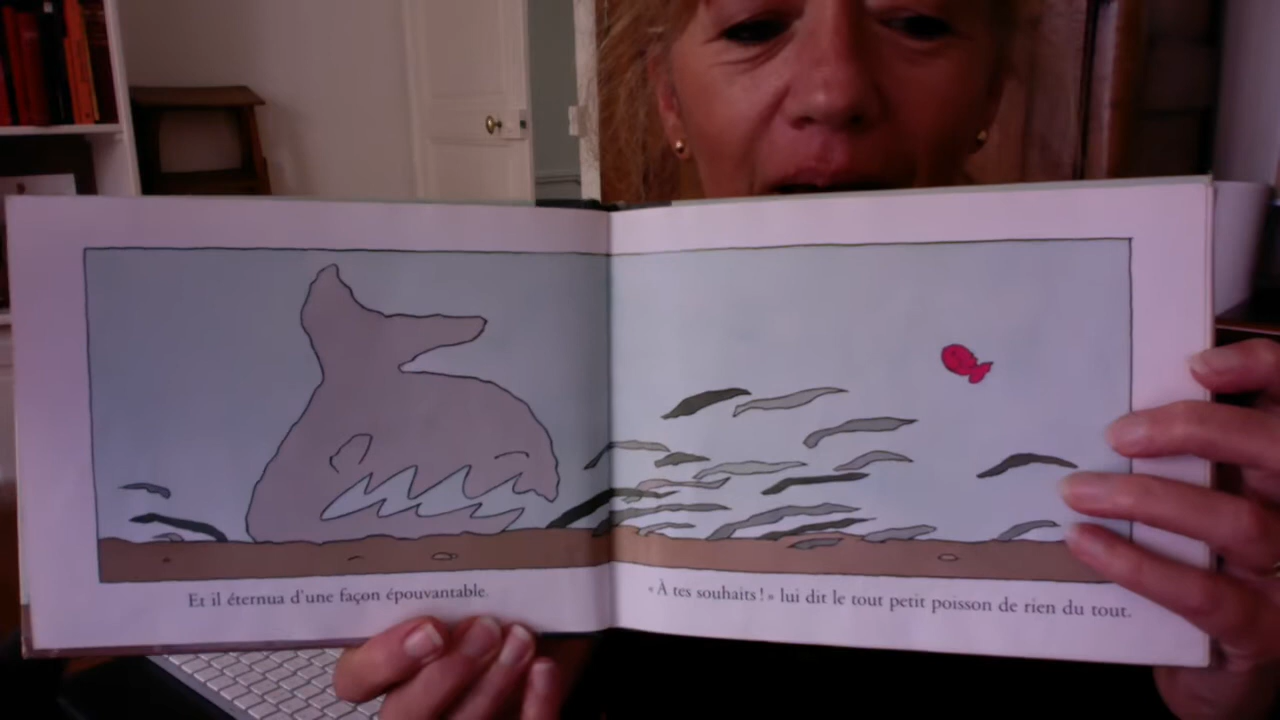 Et il éternua d'une façon épouvantable.
« À tes souhaits ! » lui dit le tout petit poisson de rien du tout.